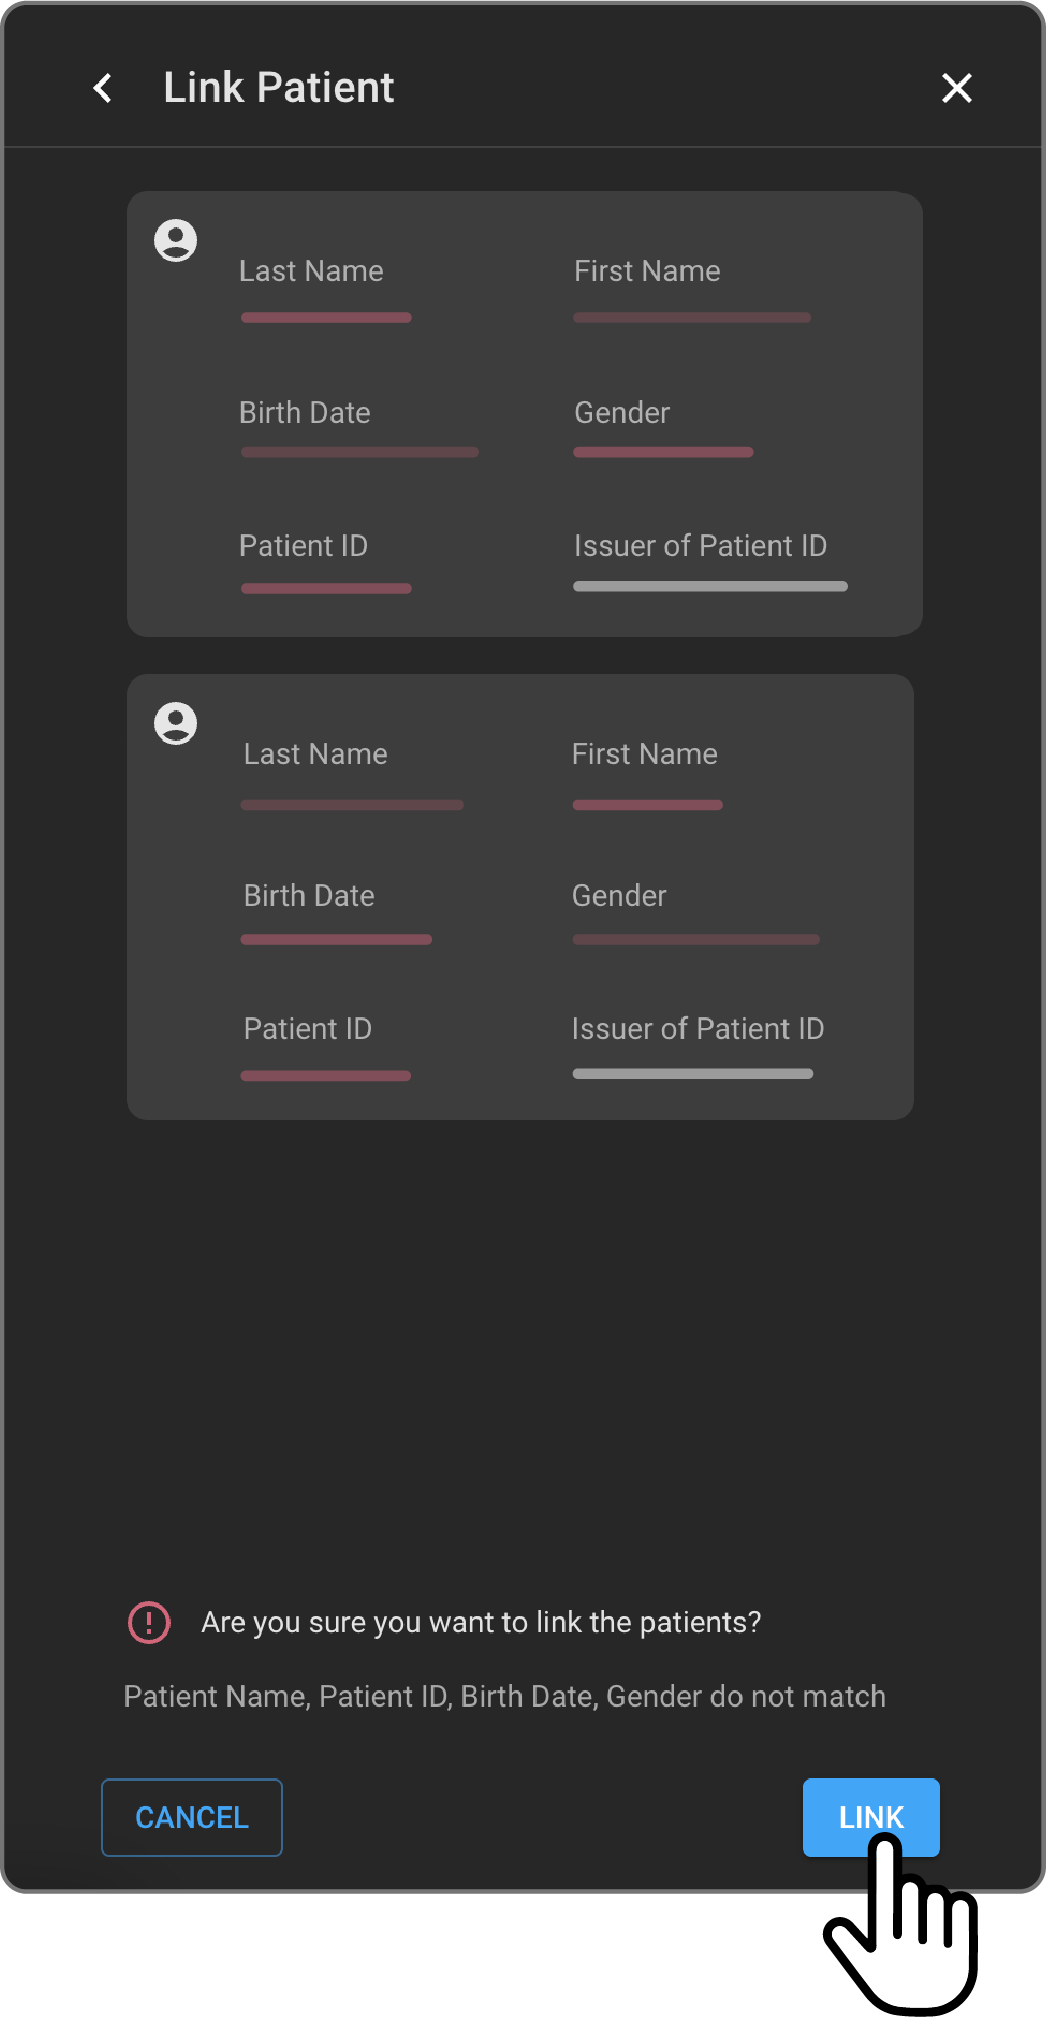 Link Patient
Last Name First Name
Birth Date Gender
Patient ID Issuer of Patient ID
Last Name First Name
Birth Date Gender
Patient ID Issuer of Patient ID
Are you sure you want to link the patients?
Patient Name, Patient ID, Birth Date, Gender do not match
CANCEL LINK